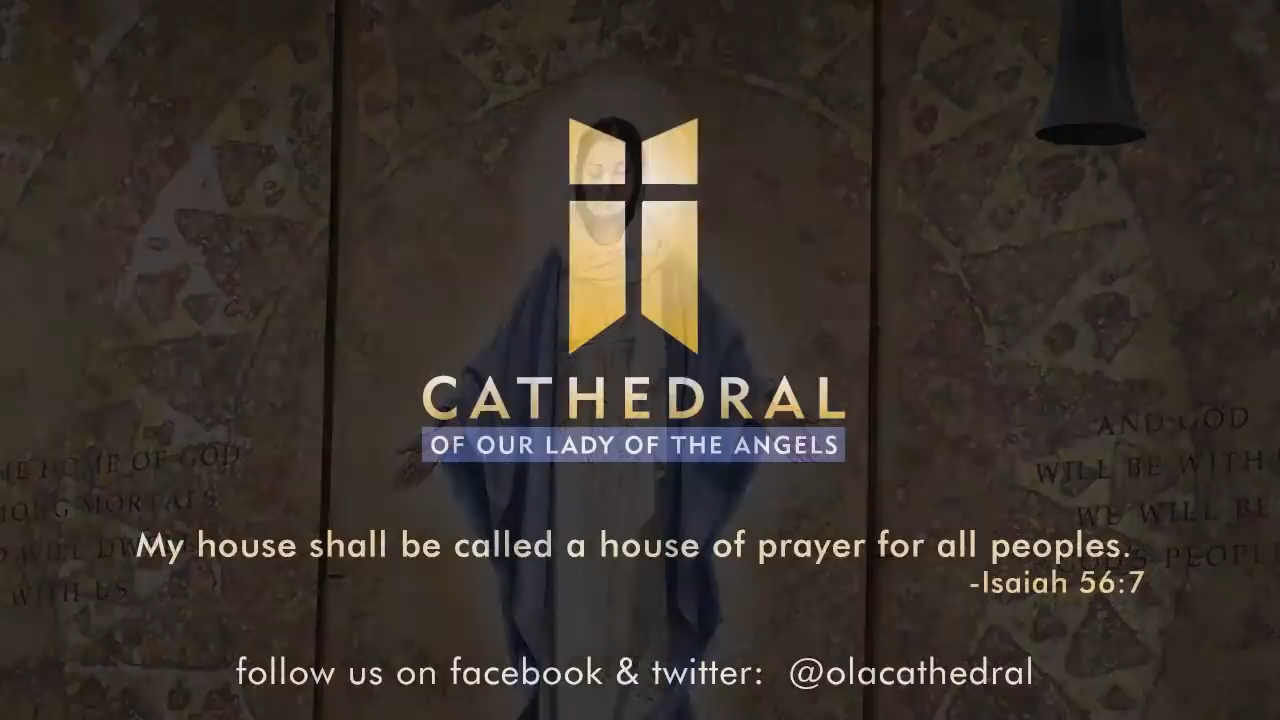 CATHEDRAL
OF OUR LADY OF THE ANGELS
AND GOD
HOME OF GOD
WILL BE WITH
MORTALS
WE WILL BE
My house shall be called a house of prayer for all peoples.
GOD'S PEOPLE
-Isaiah 56:7
WITH US
follow us on facebook & twitter: @olacathedral